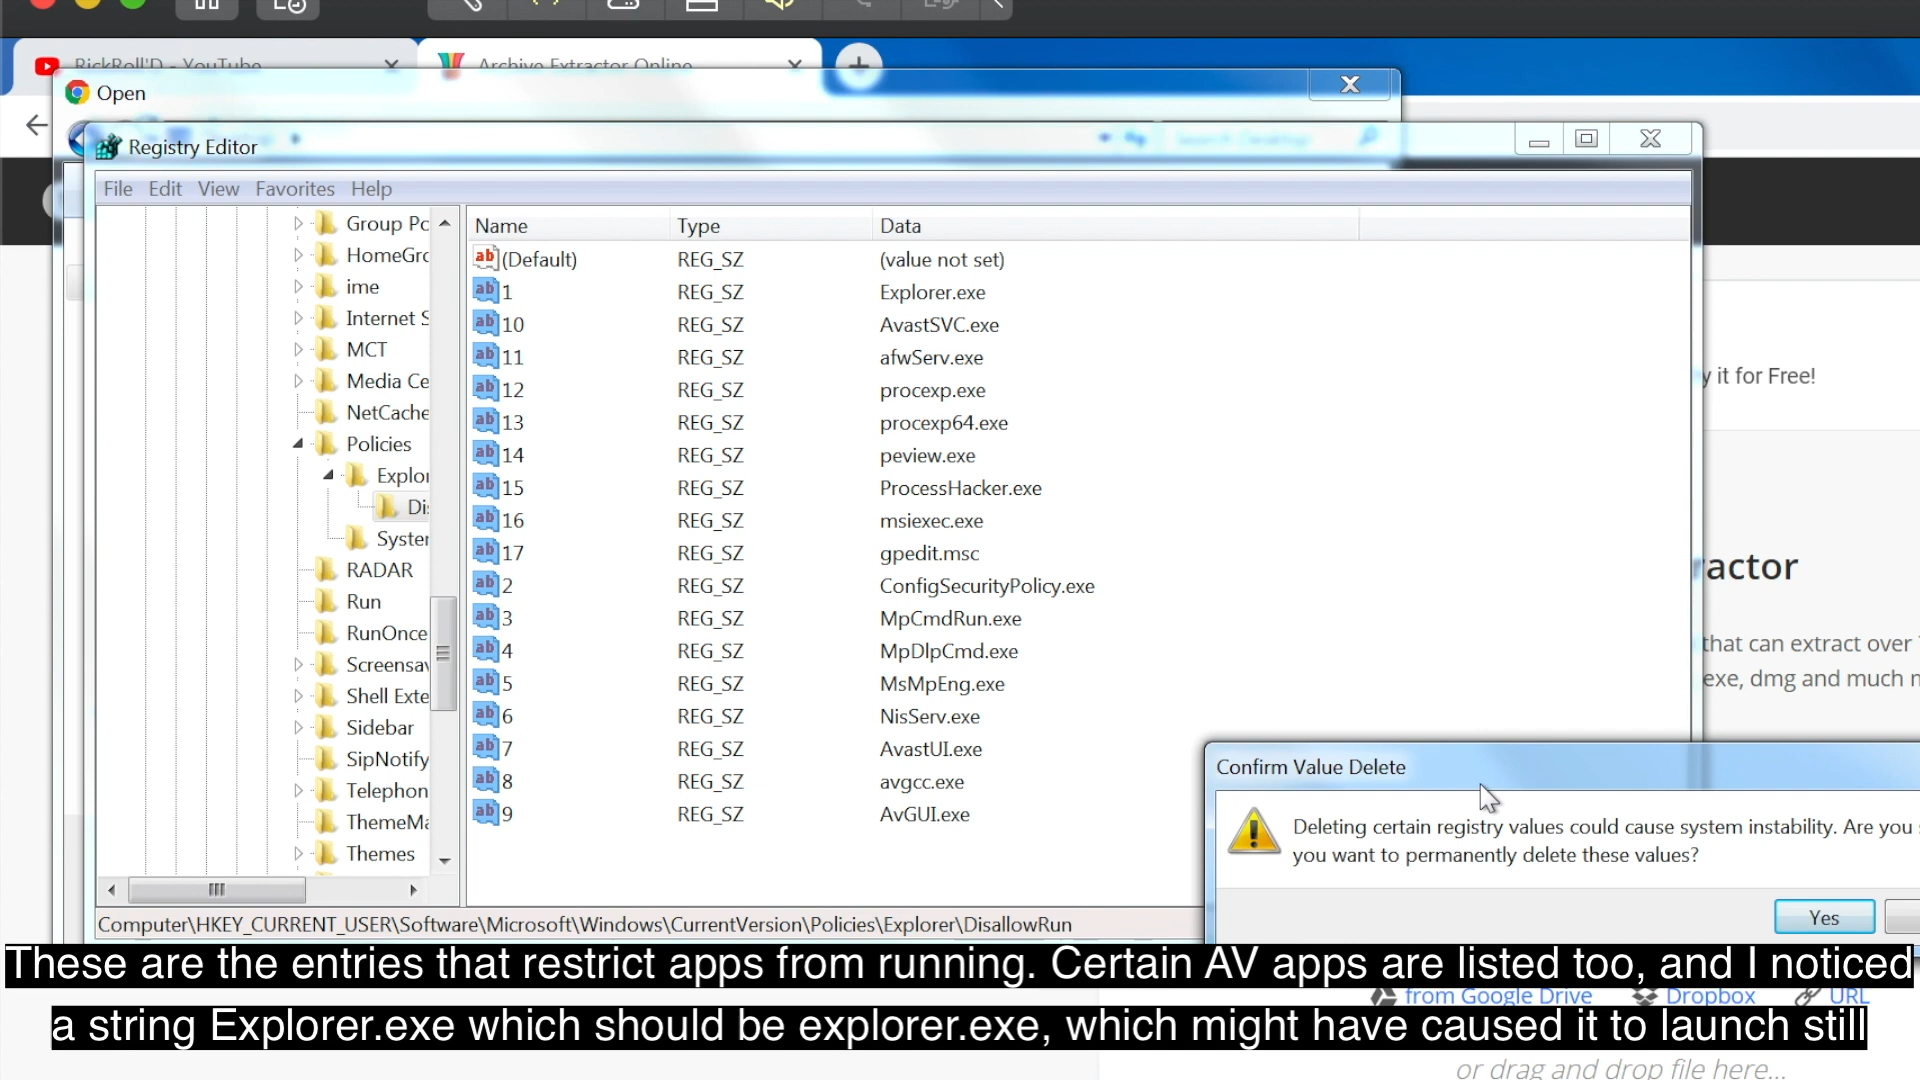 RickRoll'D - YouTube
Archive Extractor Online
Open
Search Desktop
Registry Editor
File Edit View Favorites Help
Name Type Data
(Default) REG_SZ (value not set)
1 REG_SZ Explorer.exe
10 REG_SZ AvastSVC.exe
11 REG_SZ afwServ.exe
12 REG_SZ procexp.exe
13 REG_SZ procexp64.exe
14 REG_SZ peview.exe
15 REG_SZ ProcessHacker.exe
16 REG_SZ msiexec.exe
17 REG_SZ gpedit.msc
2 REG_SZ ConfigSecurityPolicy.exe
3 REG_SZ MpCmdRun.exe
4 REG_SZ MpDlpCmd.exe
5 REG_SZ MsMpEng.exe
6 REG_SZ NisServ.exe
7 REG_SZ AvastUI.exe
8 REG_SZ avgcc.exe
9 REG_SZ AvGUI.exe
Group Po
HomeGro
ime
Internet S
MCT
Media Ce
NetCache
Policies
Explor
Dis
System
RADAR
Run
RunOnce
Screensav
Shell Exte
Sidebar
SipNotify
Telephon
ThemeMa
Themes
Computer\HKEY_CURRENT_USER\Software\Microsoft\Windows\CurrentVersion\Policies\Explorer\DisallowRun
y it for Free!
ractor
that can extract over
exe, dmg and much m
Confirm Value Delete
Deleting certain registry values could cause system instability. Are you s
you want to permanently delete these values?
Yes
These are the entries that restrict apps from running. Certain AV apps are listed too, and I noticed
a string Explorer.exe which should be explorer.exe, which might have caused it to launch still
from Google Drive Dropbox URL
or drag and drop file here...